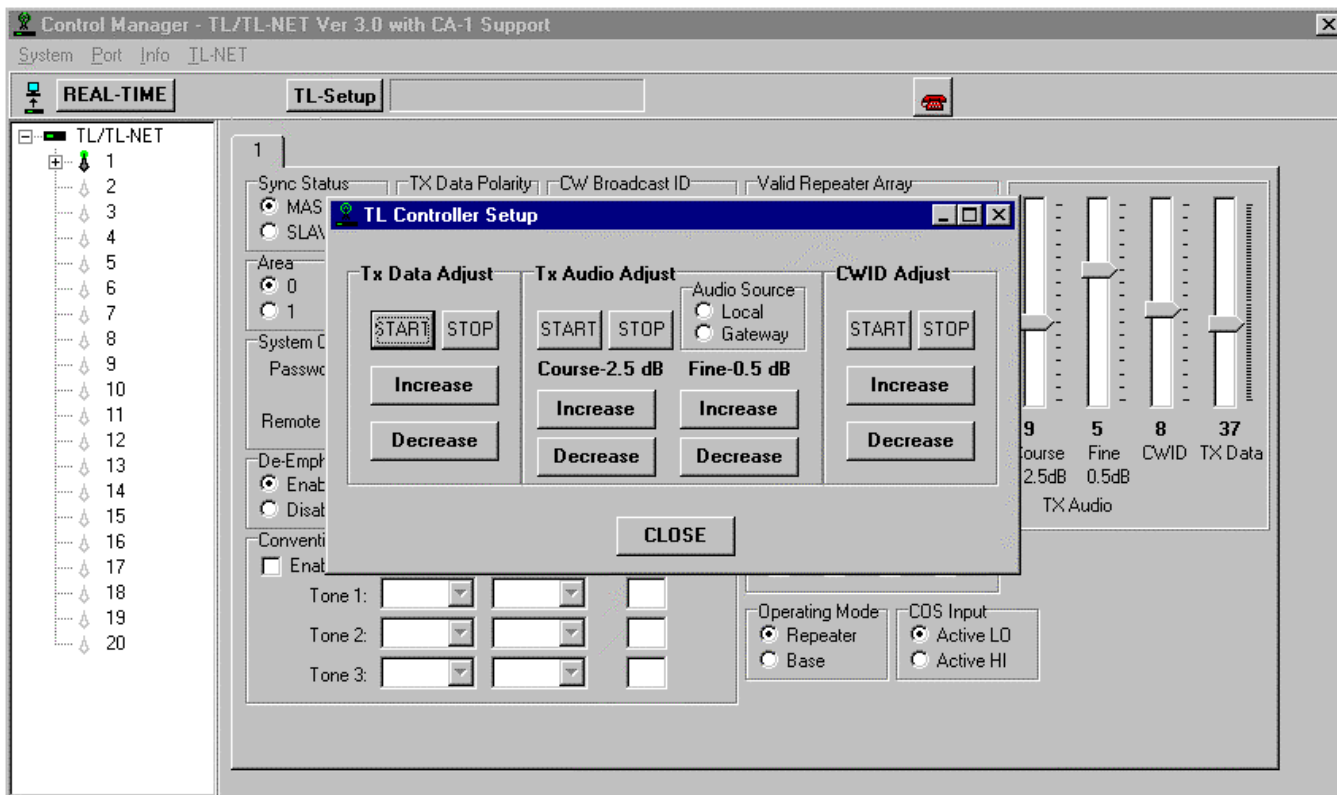 Control Manager - TL/TL-NET Ver 3.0 with CA-1 Support
System Port Info TL-NET
REAL-TIME TL-Setup
TL/TL-NET
1
2
3
4
5
6
7
8
9
10
11
12
13
14
15
16
17
18
19
20
1
Sync Status TX Data Polarity CW Broadcast ID Valid Repeater Array
MAS
SLAV
Area
0
1
System C
Passwo
Remote
De-Emph
Enab
Disab
Conventi
Enab
Tone 1:
Tone 2:
Tone 3:
TL Controller Setup
Tx Data Adjust
START STOP
Increase
Decrease
Tx Audio Adjust
START STOP
Audio Source
Local
Gateway
Course-2.5 dB Fine-0.5 dB
Increase Increase
Decrease Decrease
CWID Adjust
START STOP
Increase
Decrease
CLOSE
9 5 8 37
Course Fine CWID TX Data
2.5dB 0.5dB
TX Audio
Operating Mode
Repeater
Base
COS Input
Active LO
Active HI